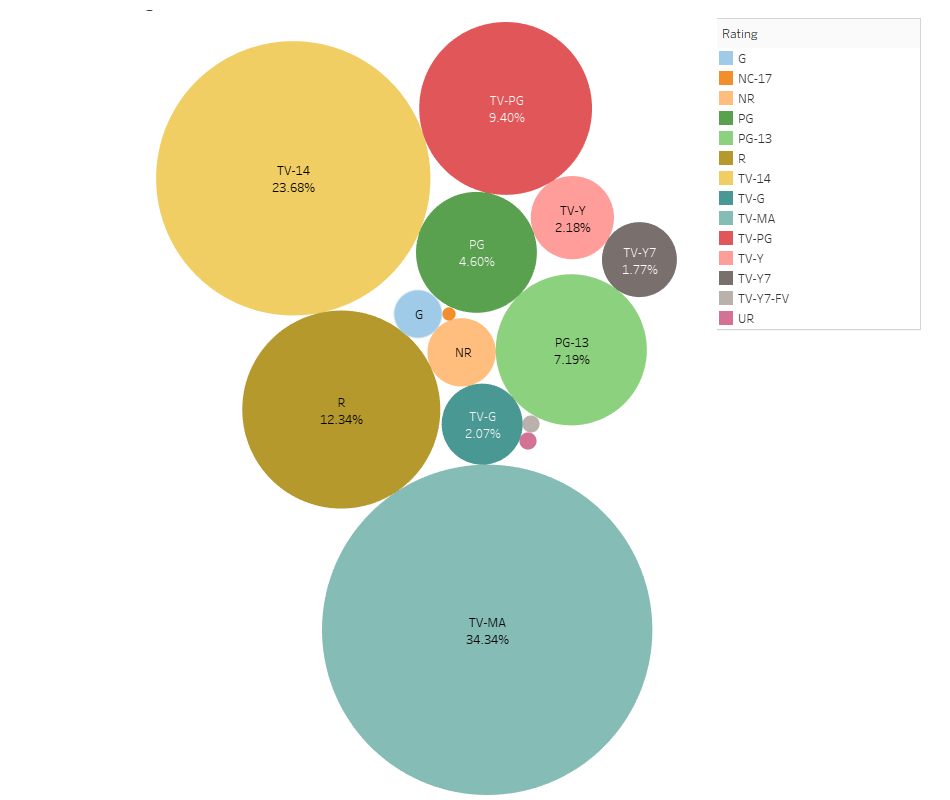 TV-PG
9.40%
TV-14
23.68%
TV-Y
2.18%
PG
4.60%
TV-Y7
1.77%
G
NR
PG-13
7.19%
R
12.34%
TV-G
2.07%
TV-MA
34.34%
Rating
G
NC-17
NR
PG
PG-13
R
TV-14
TV-G
TV-MA
TV-PG
TV-Y
TV-Y7
TV-Y7-FV
UR